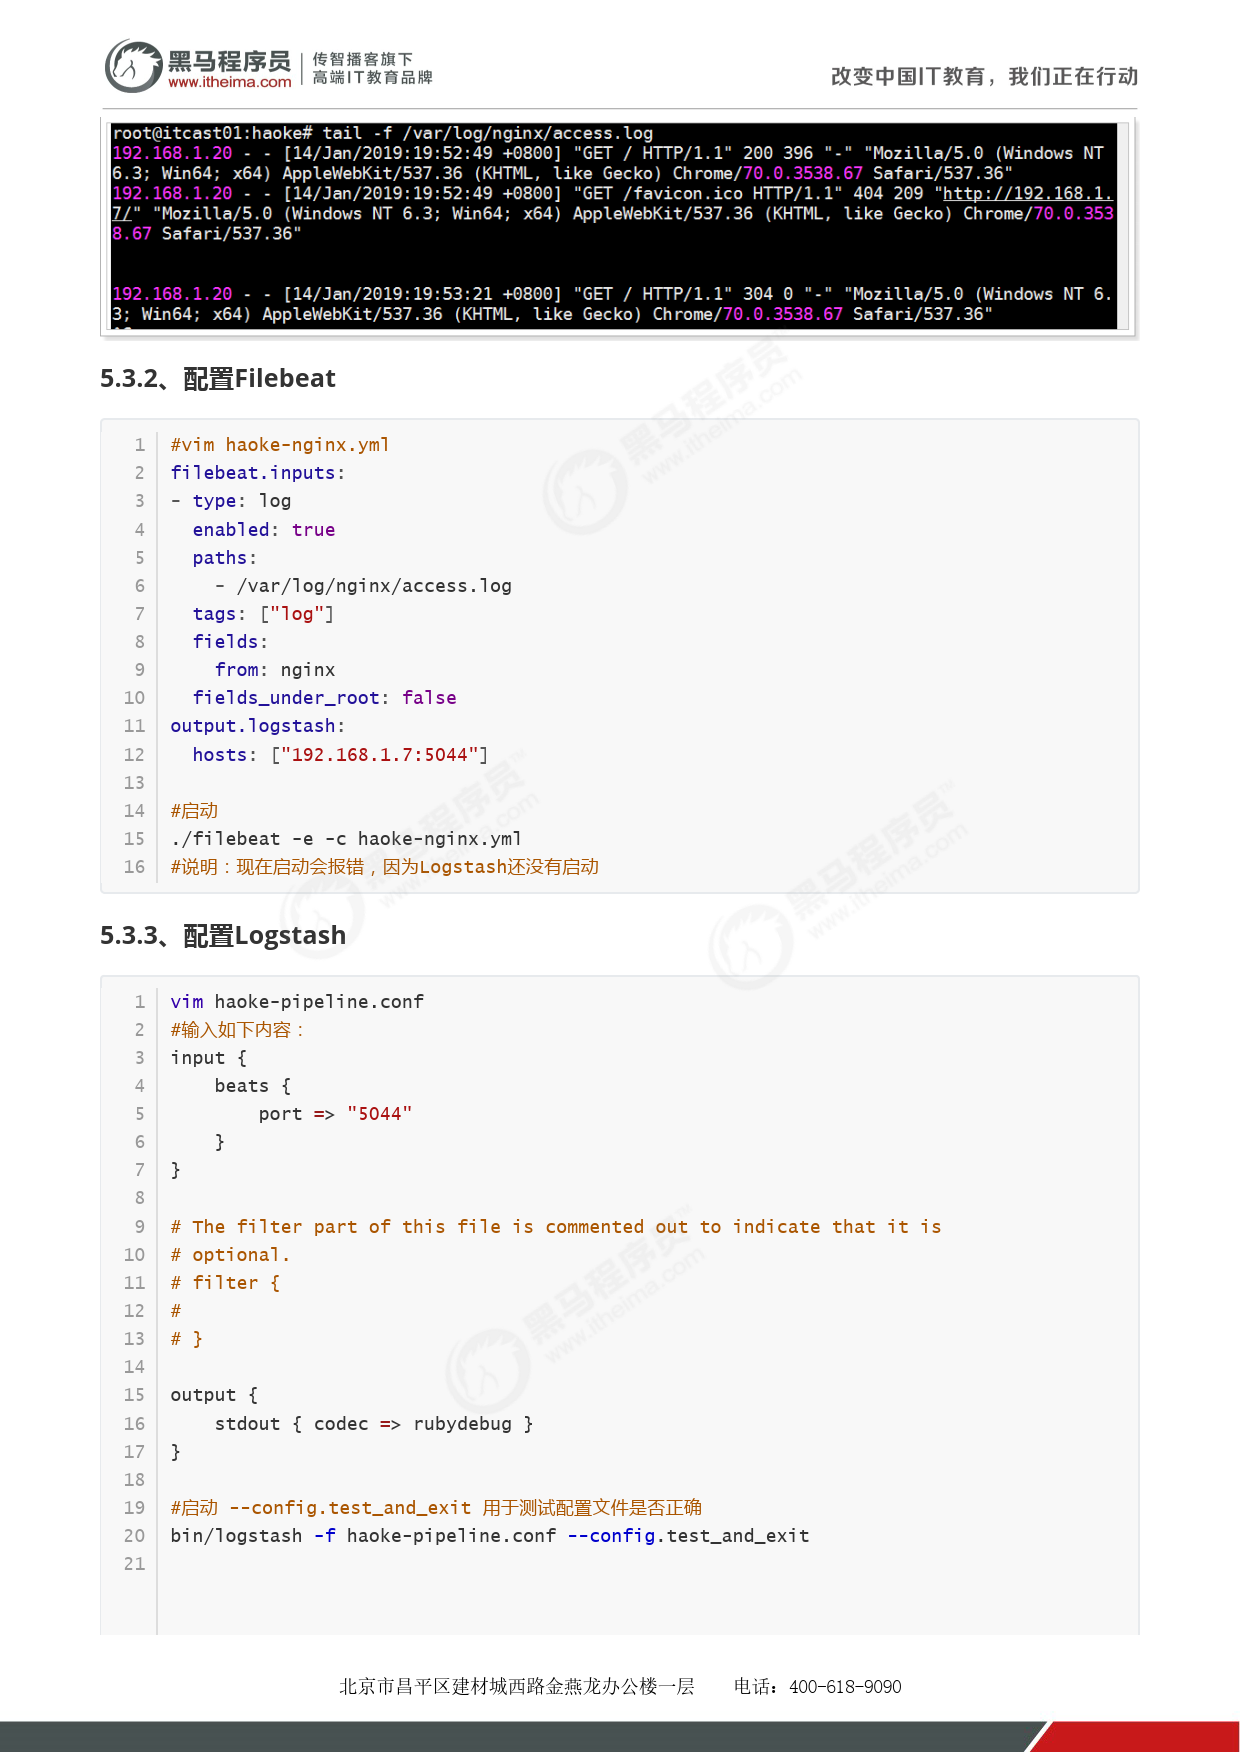 黑马程序员
www.itheima.com
传智播客旗下
高端IT教育品牌
改变中国IT教育，我们正在行动
root@itcast01:haoke# tail -f /var/log/nginx/access.log
192.168.1.20 - - [14/Jan/2019:19:52:49 +0800] "GET / HTTP/1.1" 200 396 "-" "Mozilla/5.0 (Windows NT
6.3; Win64; x64) AppleWebKit/537.36 (KHTML, like Gecko) Chrome/70.0.3538.67 Safari/537.36"
192.168.1.20 - - [14/Jan/2019:19:52:49 +0800] "GET /favicon.ico HTTP/1.1" 404 209 "http://192.168.1.
7/" "Mozilla/5.0 (Windows NT 6.3; Win64; x64) AppleWebKit/537.36 (KHTML, like Gecko) Chrome/70.0.353
8.67 Safari/537.36"
192.168.1.20 - - [14/Jan/2019:19:53:21 +0800] "GET / HTTP/1.1" 304 0 "-" "Mozilla/5.0 (Windows NT 6.
3; Win64; x64) AppleWebKit/537.36 (KHTML, like Gecko) Chrome/70.0.3538.67 Safari/537.36"
5.3.2、配置Filebeat
1 #vim haoke-nginx.yml
2 filebeat.inputs:
3 - type: log
4   enabled: true
5   paths:
6     - /var/log/nginx/access.log
7   tags: ["log"]
8   fields:
9     from: nginx
10   fields_under_root: false
11 output.logstash:
12   hosts: ["192.168.1.7:5044"]
13
14 #启动
15 ./filebeat -e -c haoke-nginx.yml
16 #说明：现在启动会报错，因为Logstash还没有启动
5.3.3、配置Logstash
1 vim haoke-pipeline.conf
2 #输入如下内容：
3 input {
4     beats {
5         port => "5044"
6     }
7 }
8
9 # The filter part of this file is commented out to indicate that it is
10 # optional.
11 # filter {
12 #
13 # }
14
15 output {
16     stdout { codec => rubydebug }
17 }
18
19 #启动 --config.test_and_exit 用于测试配置文件是否正确
20 bin/logstash -f haoke-pipeline.conf --config.test_and_exit
21
北京市昌平区建材城西路金燕龙办公楼一层 电话：400-618-9090